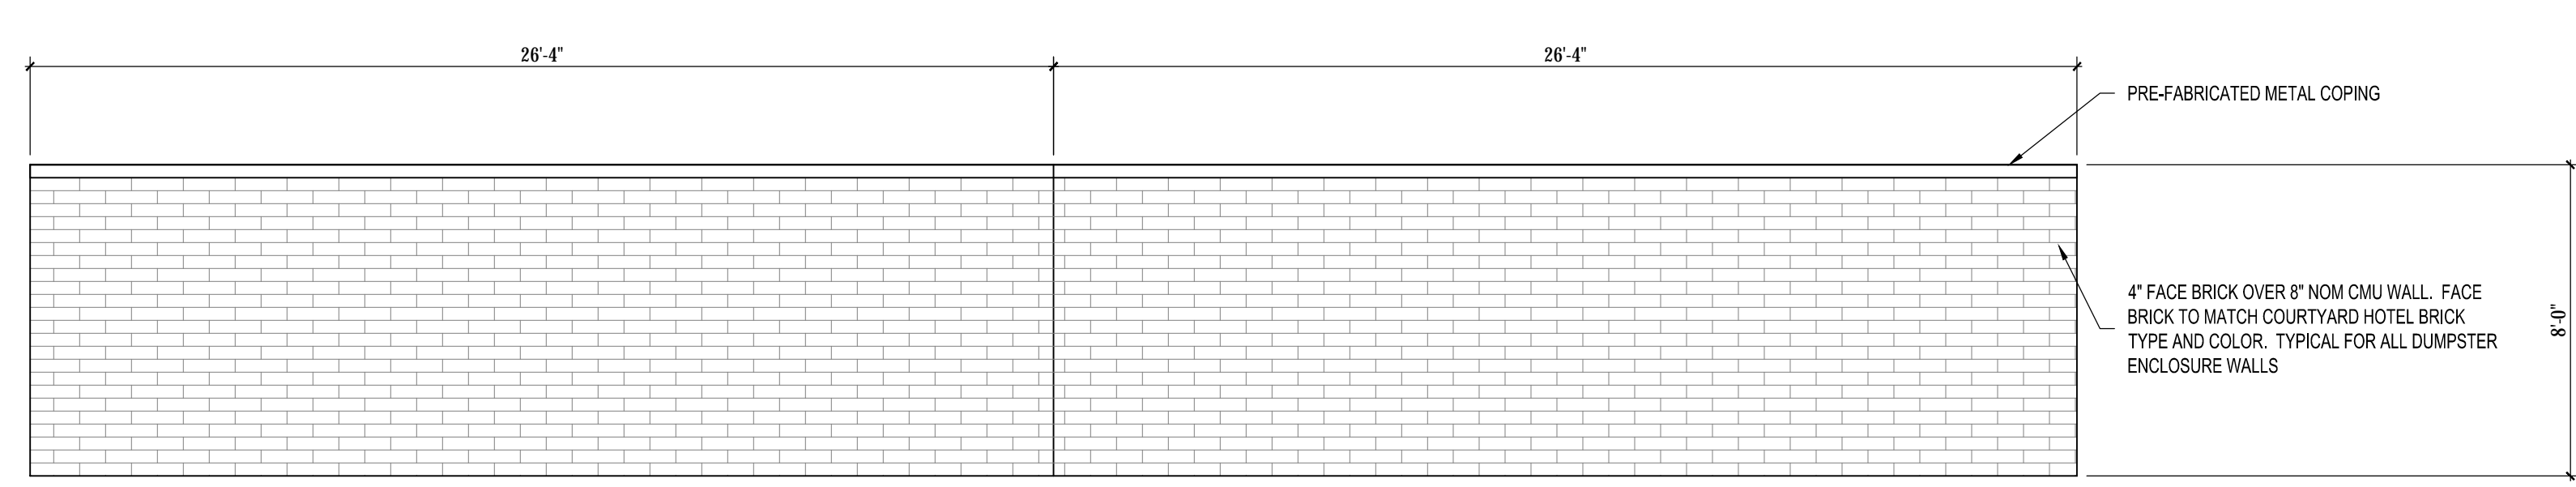 26'-4"
26'-4"
PRE-FABRICATED METAL COPING
4" FACE BRICK OVER 8" NOM CMU WALL.  FACE
BRICK TO MATCH COURTYARD HOTEL BRICK
TYPE AND COLOR.  TYPICAL FOR ALL DUMPSTER
ENCLOSURE WALLS
8'-0"